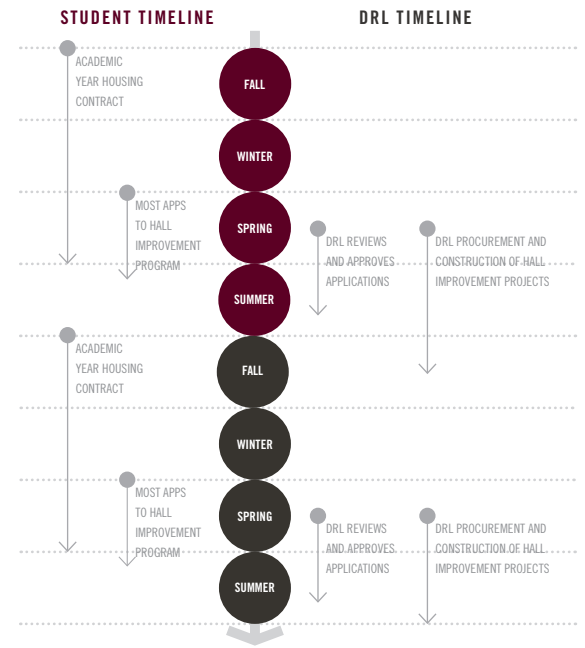 STUDENT TIMELINE
DRL TIMELINE
ACADEMIC
YEAR HOUSING
CONTRACT
FALL
WINTER
MOST APPS
TO HALL
IMPROVEMENT
PROGRAM
SPRING
DRL REVIEWS
AND APPROVES
APPLICATIONS
DRL PROCUREMENT AND
CONSTRUCTION OF HALL
IMPROVEMENT PROJECTS
SUMMER
ACADEMIC
YEAR HOUSING
CONTRACT
FALL
WINTER
MOST APPS
TO HALL
IMPROVEMENT
PROGRAM
SPRING
DRL REVIEWS
AND APPROVES
APPLICATIONS
DRL PROCUREMENT AND
CONSTRUCTION OF HALL
IMPROVEMENT PROJECTS
SUMMER